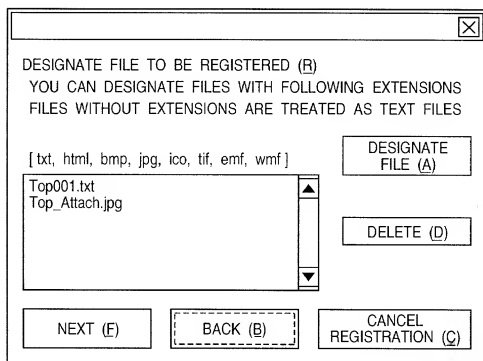 DESIGNATE FILE TO BE REGISTERED (R)
YOU CAN DESIGNATE FILES WITH FOLLOWING EXTENSIONS
FILES WITHOUT EXTENSIONS ARE TREATED AS TEXT FILES
[ txt, html, bmp, jpg, ico, tif, emf, wmf ]
Top001.txt
Top_Attach.jpg
DESIGNATE
FILE (A)
DELETE (D)
NEXT (F)
BACK (B)
CANCEL
REGISTRATION (C)